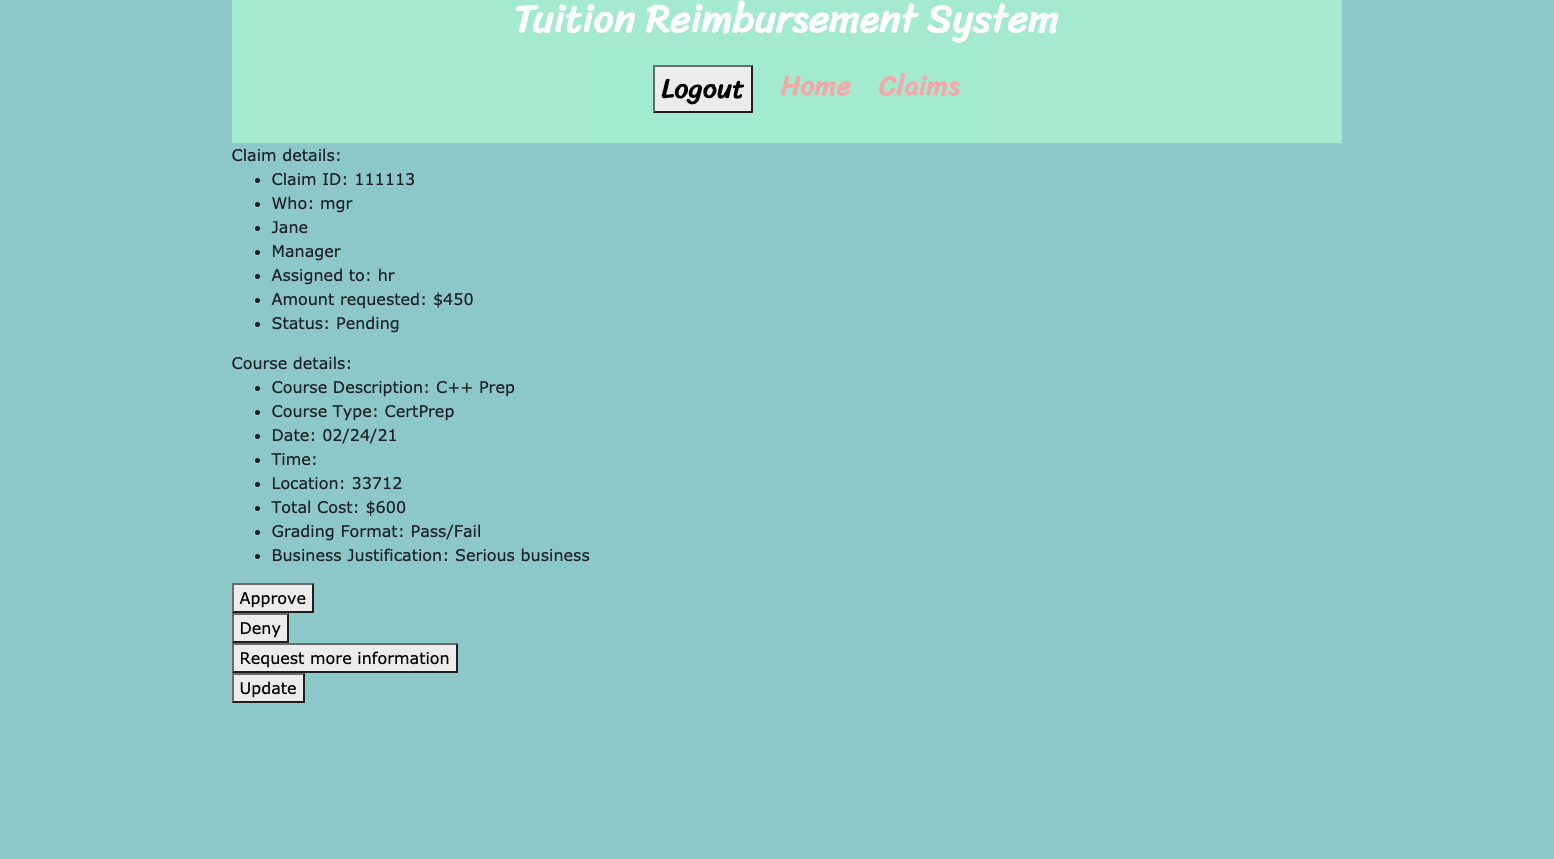 Tuition Reimbursement System
Logout Home Claims
Claim details:
• Claim ID: 111113
• Who: mgr
• Jane
• Manager
• Assigned to: hr
• Amount requested: $450
• Status: Pending
Course details:
• Course Description: C++ Prep
• Course Type: CertPrep
• Date: 02/24/21
• Time:
• Location: 33712
• Total Cost: $600
• Grading Format: Pass/Fail
• Business Justification: Serious business
Approve
Deny
Request more information
Update